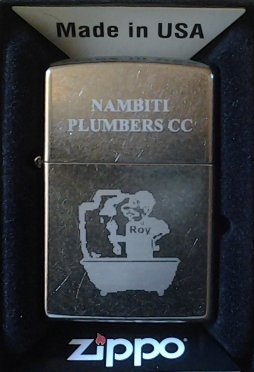 Made in USA
NAMBITI
PLUMBERS CC
Roy
zippo